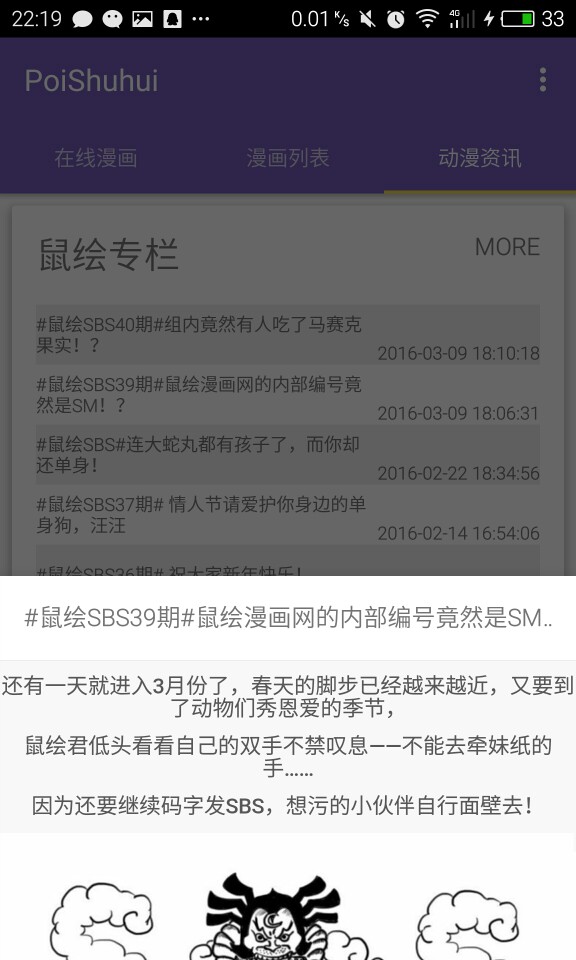 22:19
0.01 K/s
4G
33
PoiShuhui
在线漫画
漫画列表
动漫资讯
鼠绘专栏
MORE
#鼠绘SBS40期#组内竟然有人吃了马赛克
果实！？
2016-03-09 18:10:18
#鼠绘SBS39期#鼠绘漫画网的内部编号竟
然是SM！？
2016-03-09 18:06:31
#鼠绘SBS#连大蛇丸都有孩子了，而你却
还单身！
2016-02-22 18:34:56
#鼠绘SBS37期# 情人节请爱护你身边的单
身狗，汪汪
2016-02-14 16:54:06
#鼠绘SBS36期# 祝大家新年快乐！
#鼠绘SBS39期#鼠绘漫画网的内部编号竟然是SM..
还有一天就进入3月份了，春天的脚步已经越来越近，又要到
了动物们秀恩爱的季节，
鼠绘君低头看看自己的双手不禁叹息——不能去牵妹纸的
手……
因为还要继续码字发SBS，想污的小伙伴自行面壁去！